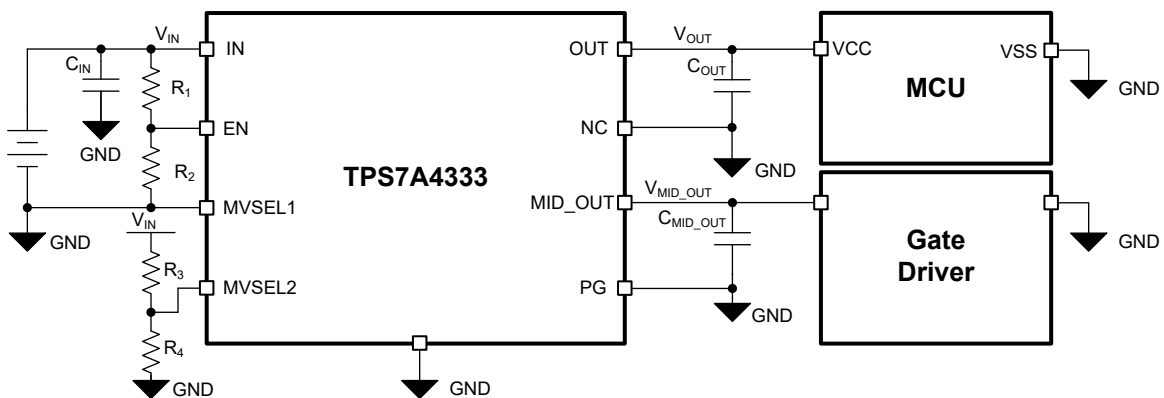 V_IN
IN
OUT
V_OUT
VCC
VSS
C_IN
R_1
C_OUT
MCU
GND
GND
EN
NC
R_2
TPS7A4333
GND
MVSEL1
MID_OUT
V_MID_OUT
V_IN
GND
C_MID_OUT
Gate
Driver
GND
R_3
MVSEL2
PG
GND
R_4
GND
GND